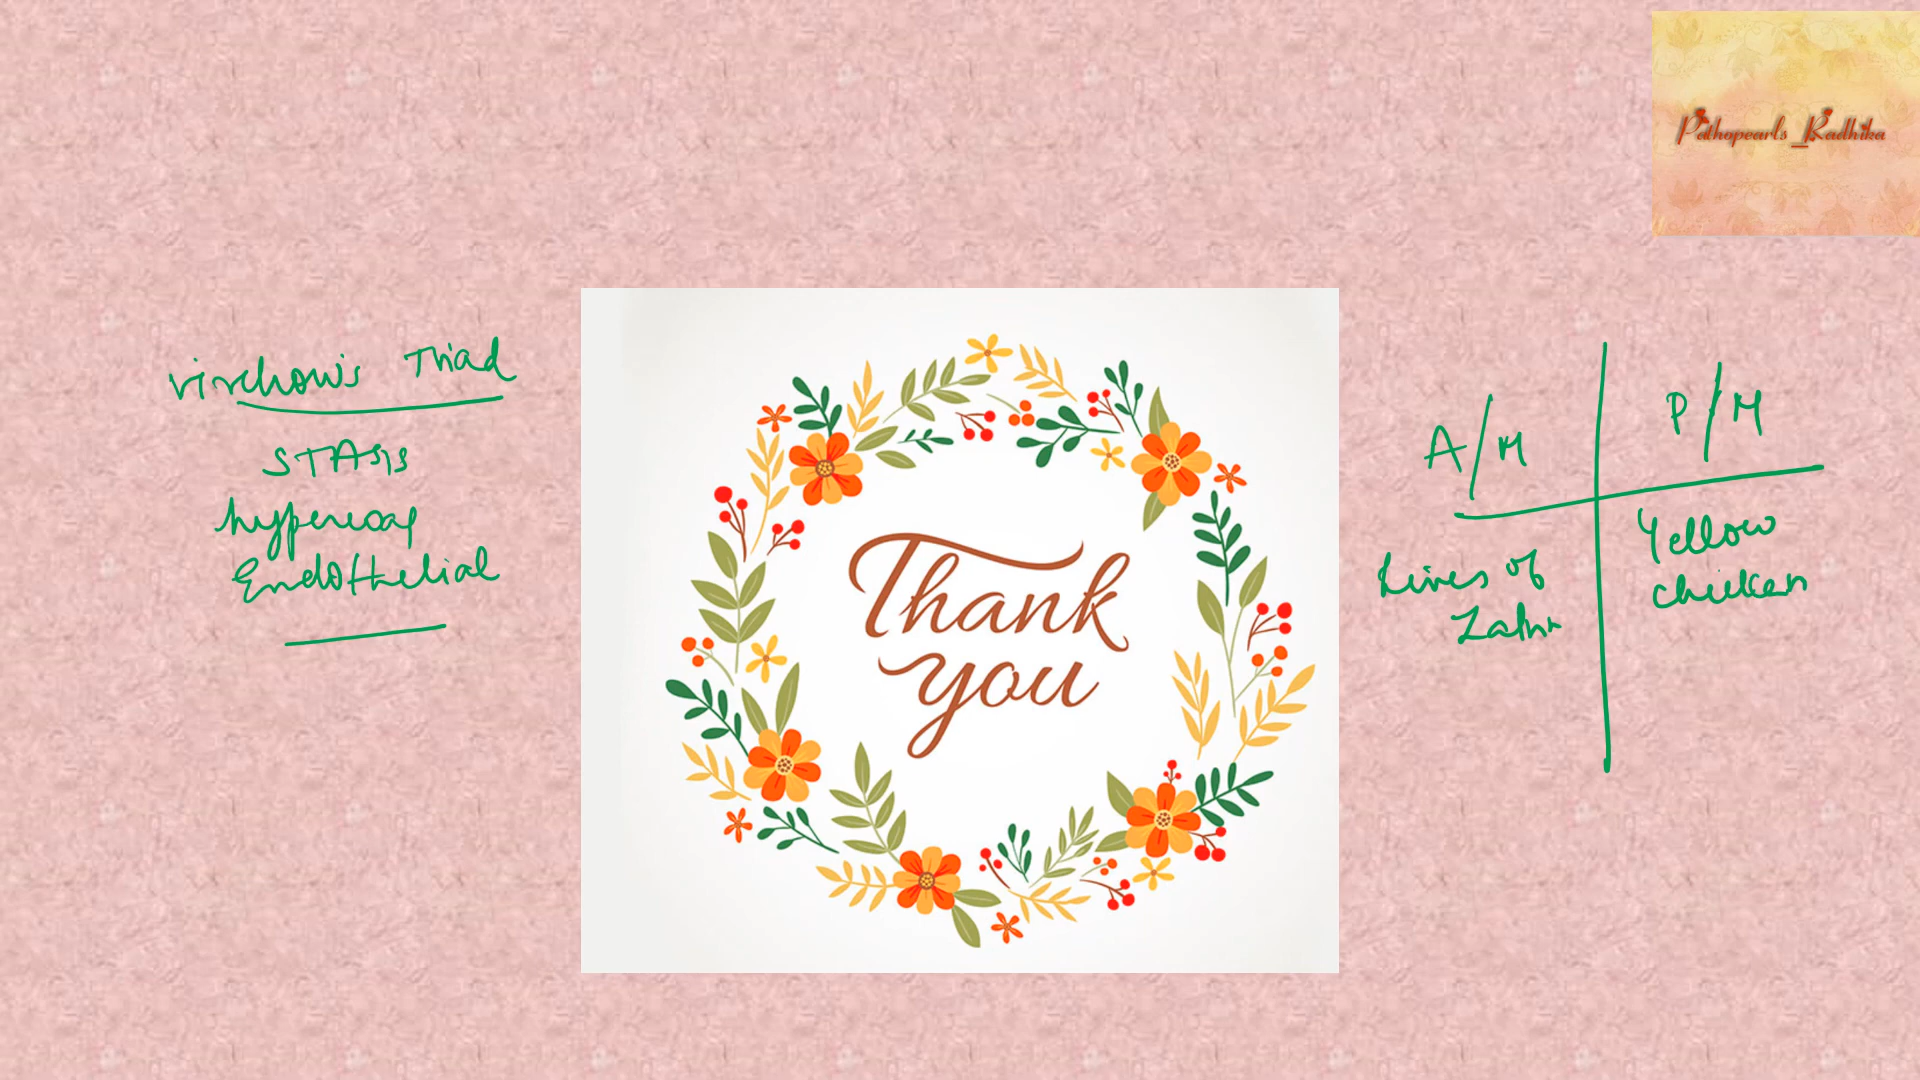 Pathopearls_Radhika
Virchow's Triad
STASIS
hypercoag
Endothelial
Thank
you
A/M
P/M
Lines of
Zahn
Yellow
chicken